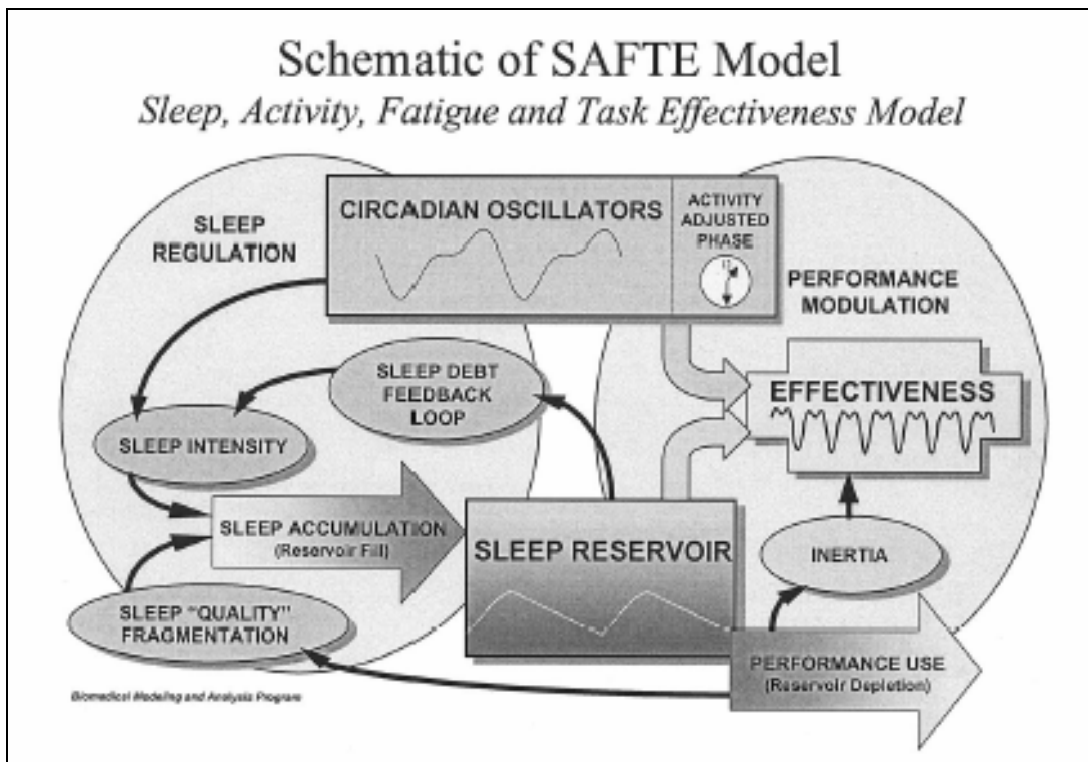 Schematic of SAFTE Model
Sleep, Activity, Fatigue and Task Effectiveness Model
SLEEP
REGULATION
CIRCADIAN OSCILLATORS
ACTIVITY
ADJUSTED
PHASE
PERFORMANCE
MODULATION
SLEEP DEBT
FEEDBACK
LOOP
EFFECTIVENESS
SLEEP INTENSITY
SLEEP ACCUMULATION
(Reservoir Fill)
SLEEP RESERVOIR
INERTIA
SLEEP "QUALITY"
FRAGMENTATION
PERFORMANCE USE
(Reservoir Depletion)
Biomedical Modeling and Analysis Program